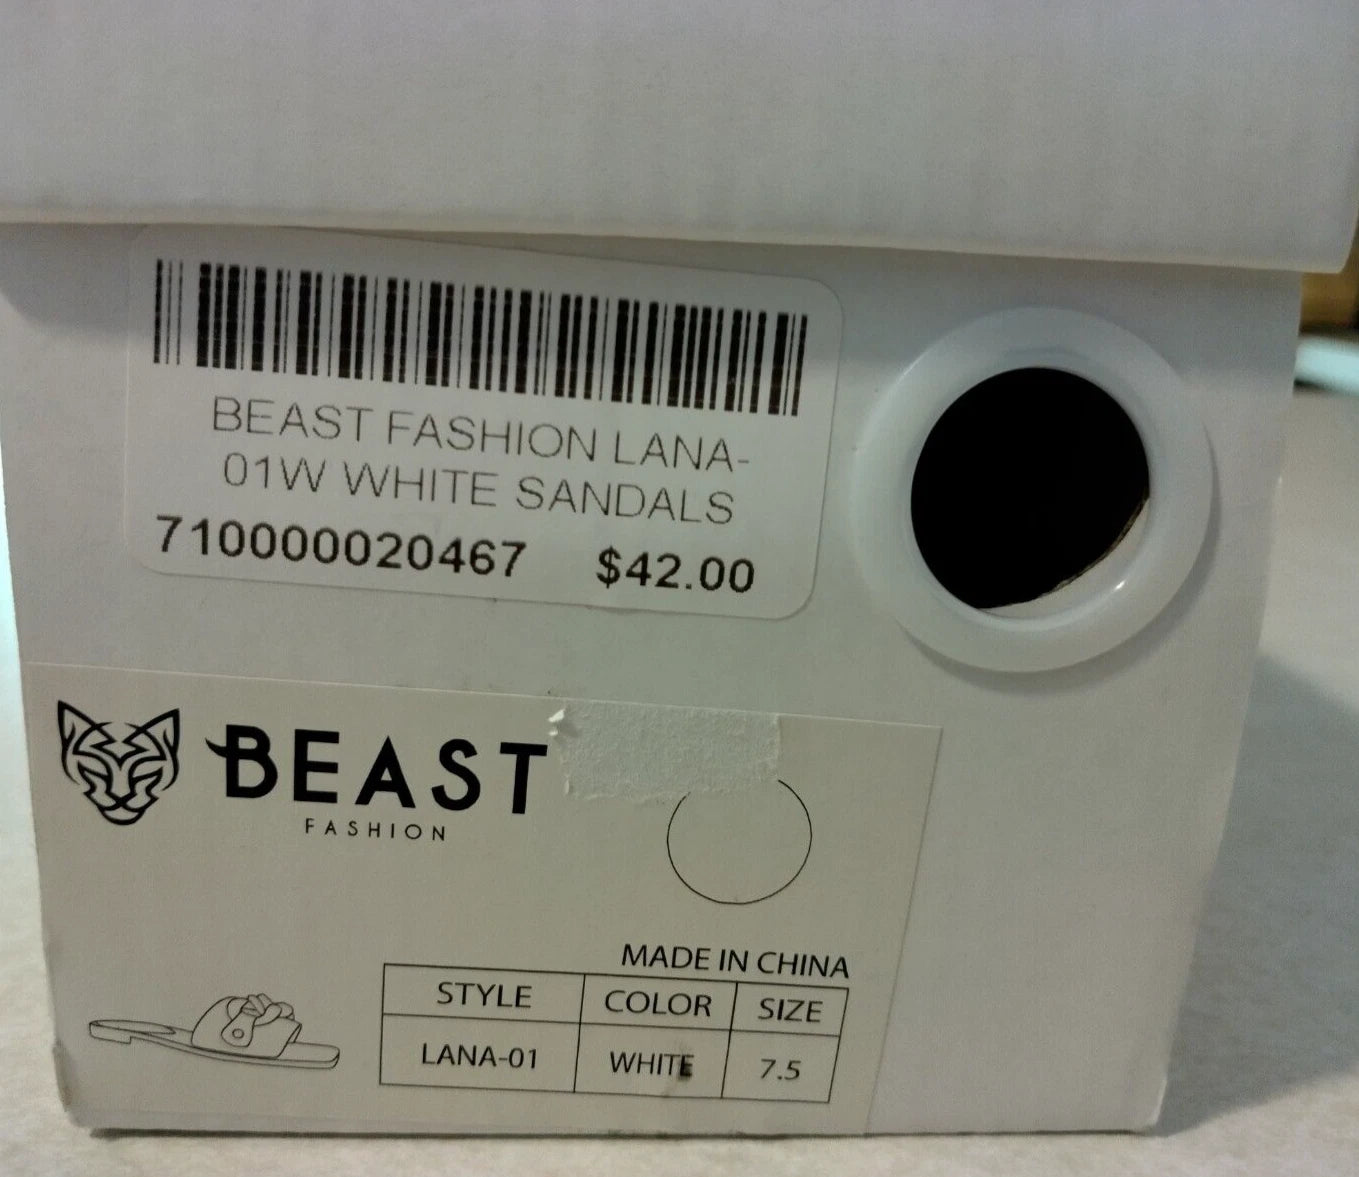 BEAST FASHION LANA-
01W WHITE SANDALS
710000020467 $42.00
BEAST
FASHION
MADE IN CHINA
STYLE COLOR SIZE
LANA-01 WHITE 7.5